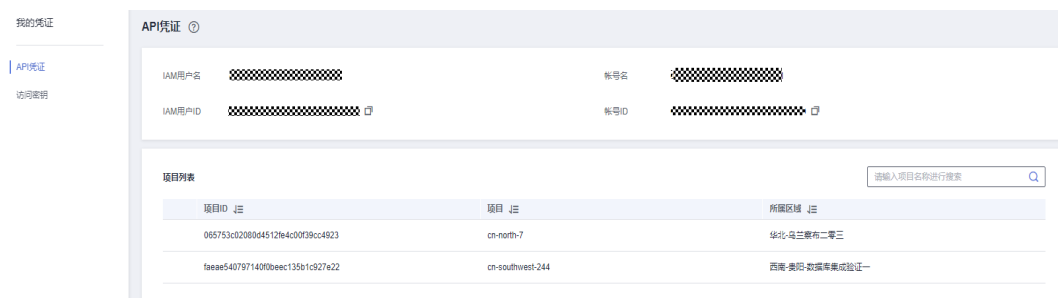 我的凭证
API凭证
API凭证
访问密钥
IAM用户名
帐号名
IAM用户ID
帐号ID
项目列表
请输入项目名称进行搜索
项目ID 项目 所属区域
065753c02080d4512fe4c00f39cc4923 cn-north-7 华北-乌兰察布二零三
faeae540797140f0beec135b1c927e22 cn-southwest-244 西南-贵阳-数据库集成验证一